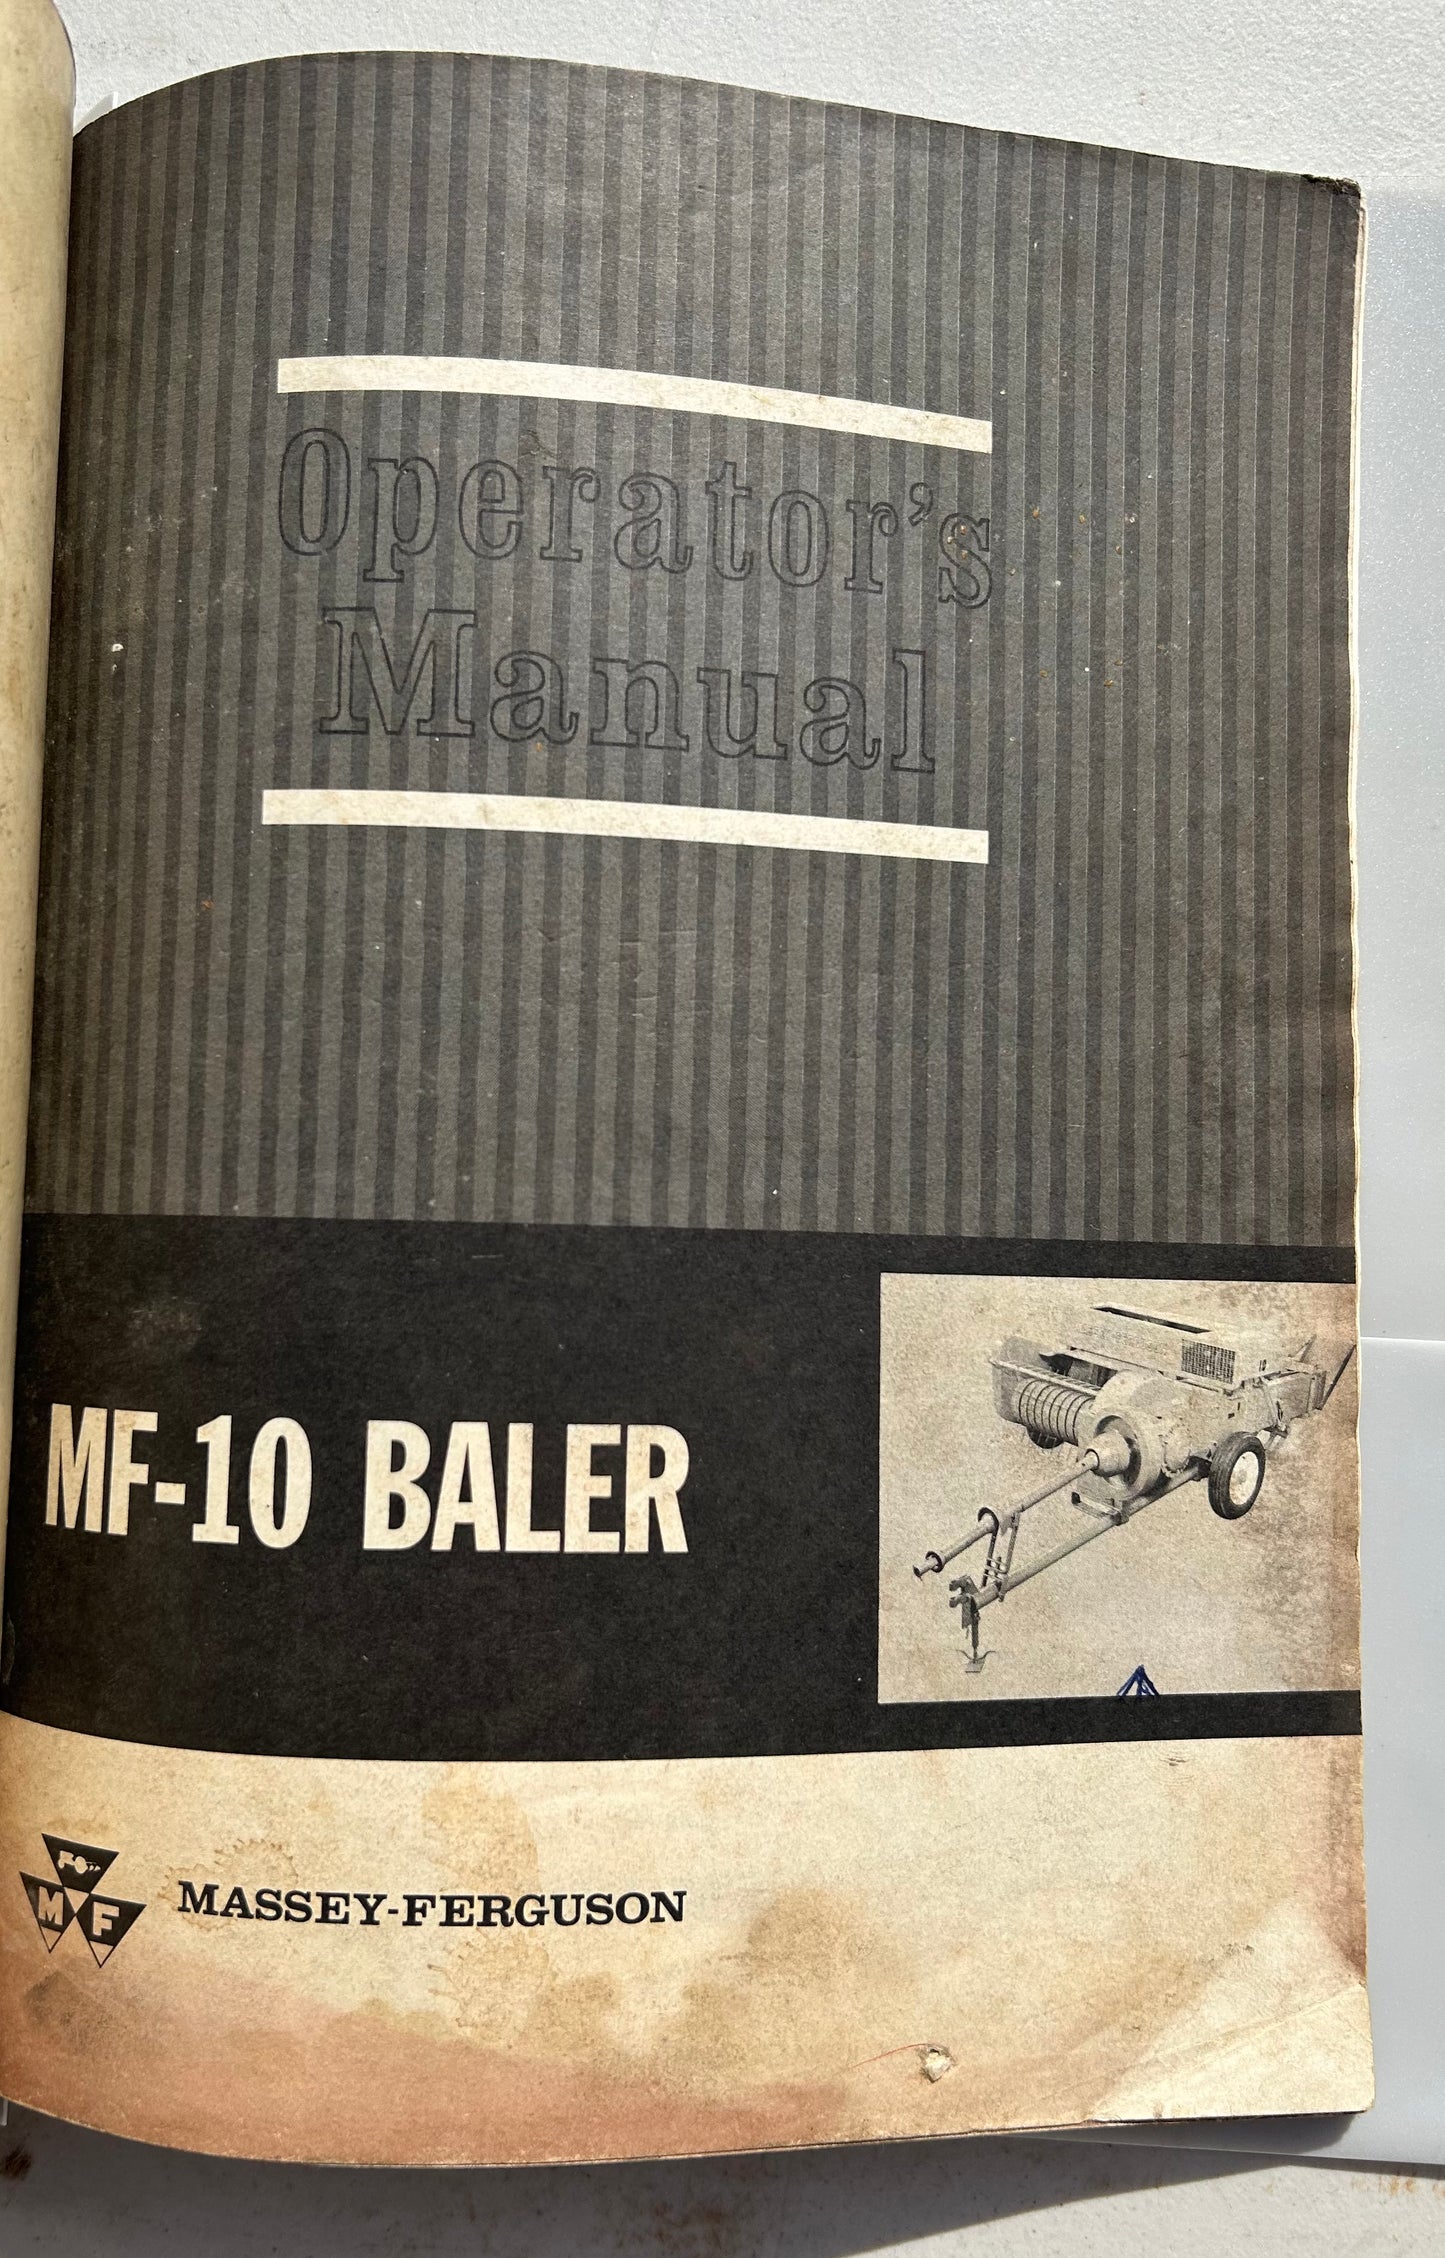 Operator's
Manual
MF-10 BALER
MF
MASSEY-FERGUSON